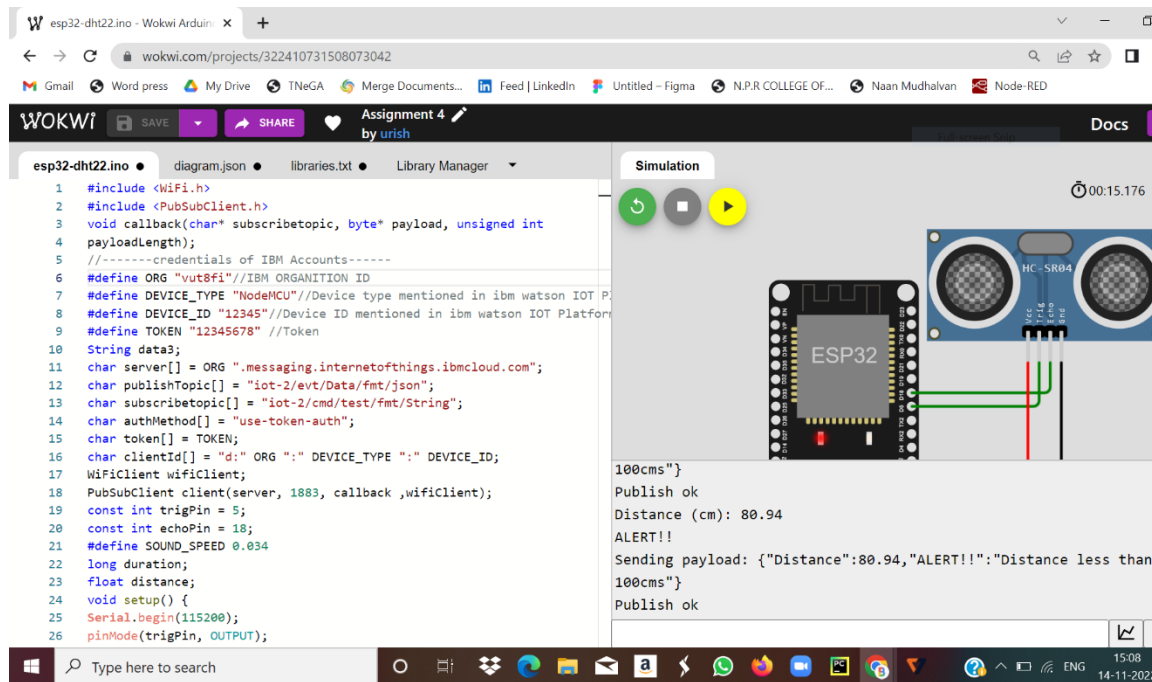 esp32-dht22.ino - Wokwi Arduin
wokwi.com/projects/322410731508073042
Gmail Word press My Drive TNeGA Merge Documents... Feed | LinkedIn Untitled – Figma N.P.R COLLEGE OF... Naan Mudhalvan Node-RED
WOKWI SAVE SHARE Assignment 4 Docs
by urish
Full-screen Snip
esp32-dht22.ino diagram.json libraries.txt Library Manager Simulation
1 #include <WiFi.h>
2 #include <PubSubClient.h>
3 void callback(char* subscribetopic, byte* payload, unsigned int
4 payloadLength);
5 //-------credentials of IBM Accounts------
6 #define ORG "vut8fi"//IBM ORGANITION ID
7 #define DEVICE_TYPE "NodeMCU"//Device type mentioned in ibm watson IOT P
8 #define DEVICE_ID "12345"//Device ID mentioned in ibm watson IOT Platfor
9 #define TOKEN "12345678" //Token
10 String data3;
11 char server[] = ORG ".messaging.internetofthings.ibmcloud.com";
12 char publishTopic[] = "iot-2/evt/Data/fmt/json";
13 char subscribetopic[] = "iot-2/cmd/test/fmt/String";
14 char authMethod[] = "use-token-auth";
15 char token[] = TOKEN;
16 char clientId[] = "d:" ORG ":" DEVICE_TYPE ":" DEVICE_ID;
17 WiFiClient wifiClient;
18 PubSubClient client(server, 1883, callback ,wifiClient);
19 const int trigPin = 5;
20 const int echoPin = 18;
21 #define SOUND_SPEED 0.034
22 long duration;
23 float distance;
24 void setup() {
25 Serial.begin(115200);
26 pinMode(trigPin, OUTPUT);
00:15.176
HC-SR04
Vcc
Trig
Echo
Gnd
ESP32
100cms"}
Publish ok
Distance (cm): 80.94
ALERT!!
Sending payload: {"Distance":80.94,"ALERT!!":"Distance less than
100cms"}
Publish ok
Type here to search
ENG
15:08
14-11-202